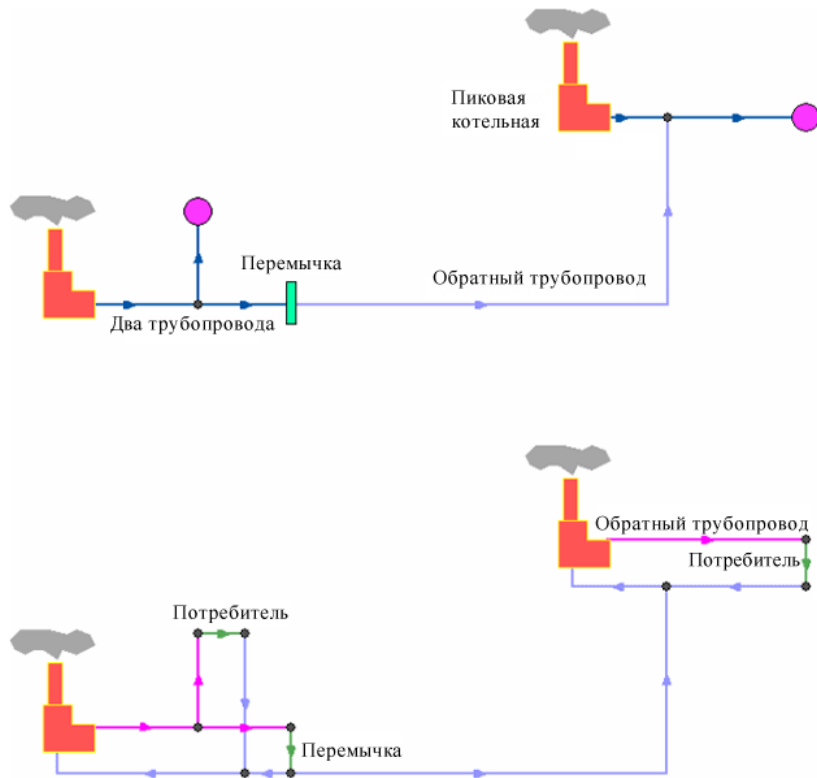 Пиковая
котельная
Перемычка
Обратный трубопровод
Два трубопровода
Обратный трубопровод
Потребитель
Потребитель
Перемычка